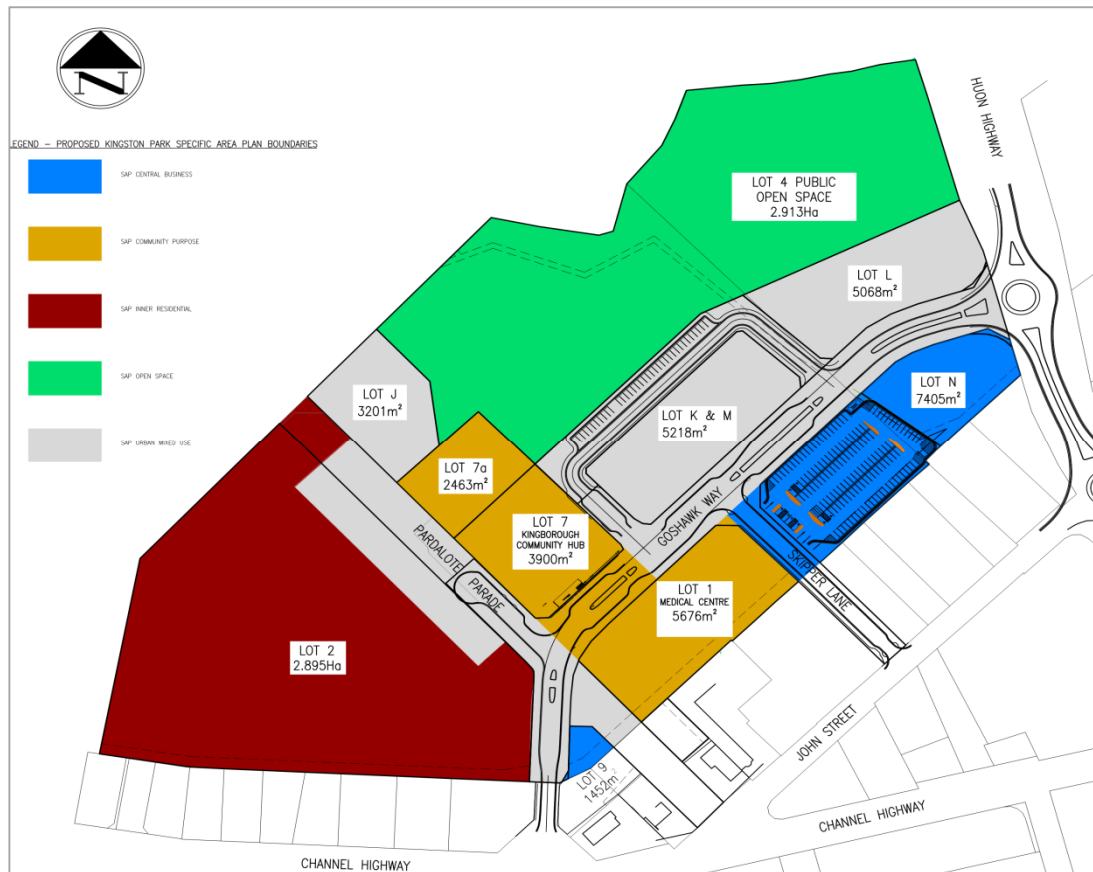 N
LEGEND - PROPOSED KINGSTON PARK SPECIFIC AREA PLAN BOUNDARIES
SAP CENTRAL BUSINESS
SAP COMMUNITY PURPOSE
SAP INNER RESIDENTIAL
SAP OPEN SPACE
SAP URBAN MIXED USE
HUON HIGHWAY
LOT 4 PUBLIC
OPEN SPACE
2.913Ha
LOT L
5068m²
LOT J
3201m²
LOT K & M
5218m²
LOT N
7405m²
LOT 7a
2463m²
LOT 7
KINGBOROUGH
COMMUNITY HUB
3900m²
GOSHAWK WAY
PARDALOTE
PARADE
LOT 1
MEDICAL CENTRE
5676m²
SKIPPER LANE
LOT 2
2.895Ha
JOHN STREET
LOT 9
1452m²
CHANNEL HIGHWAY
CHANNEL HIGHWAY